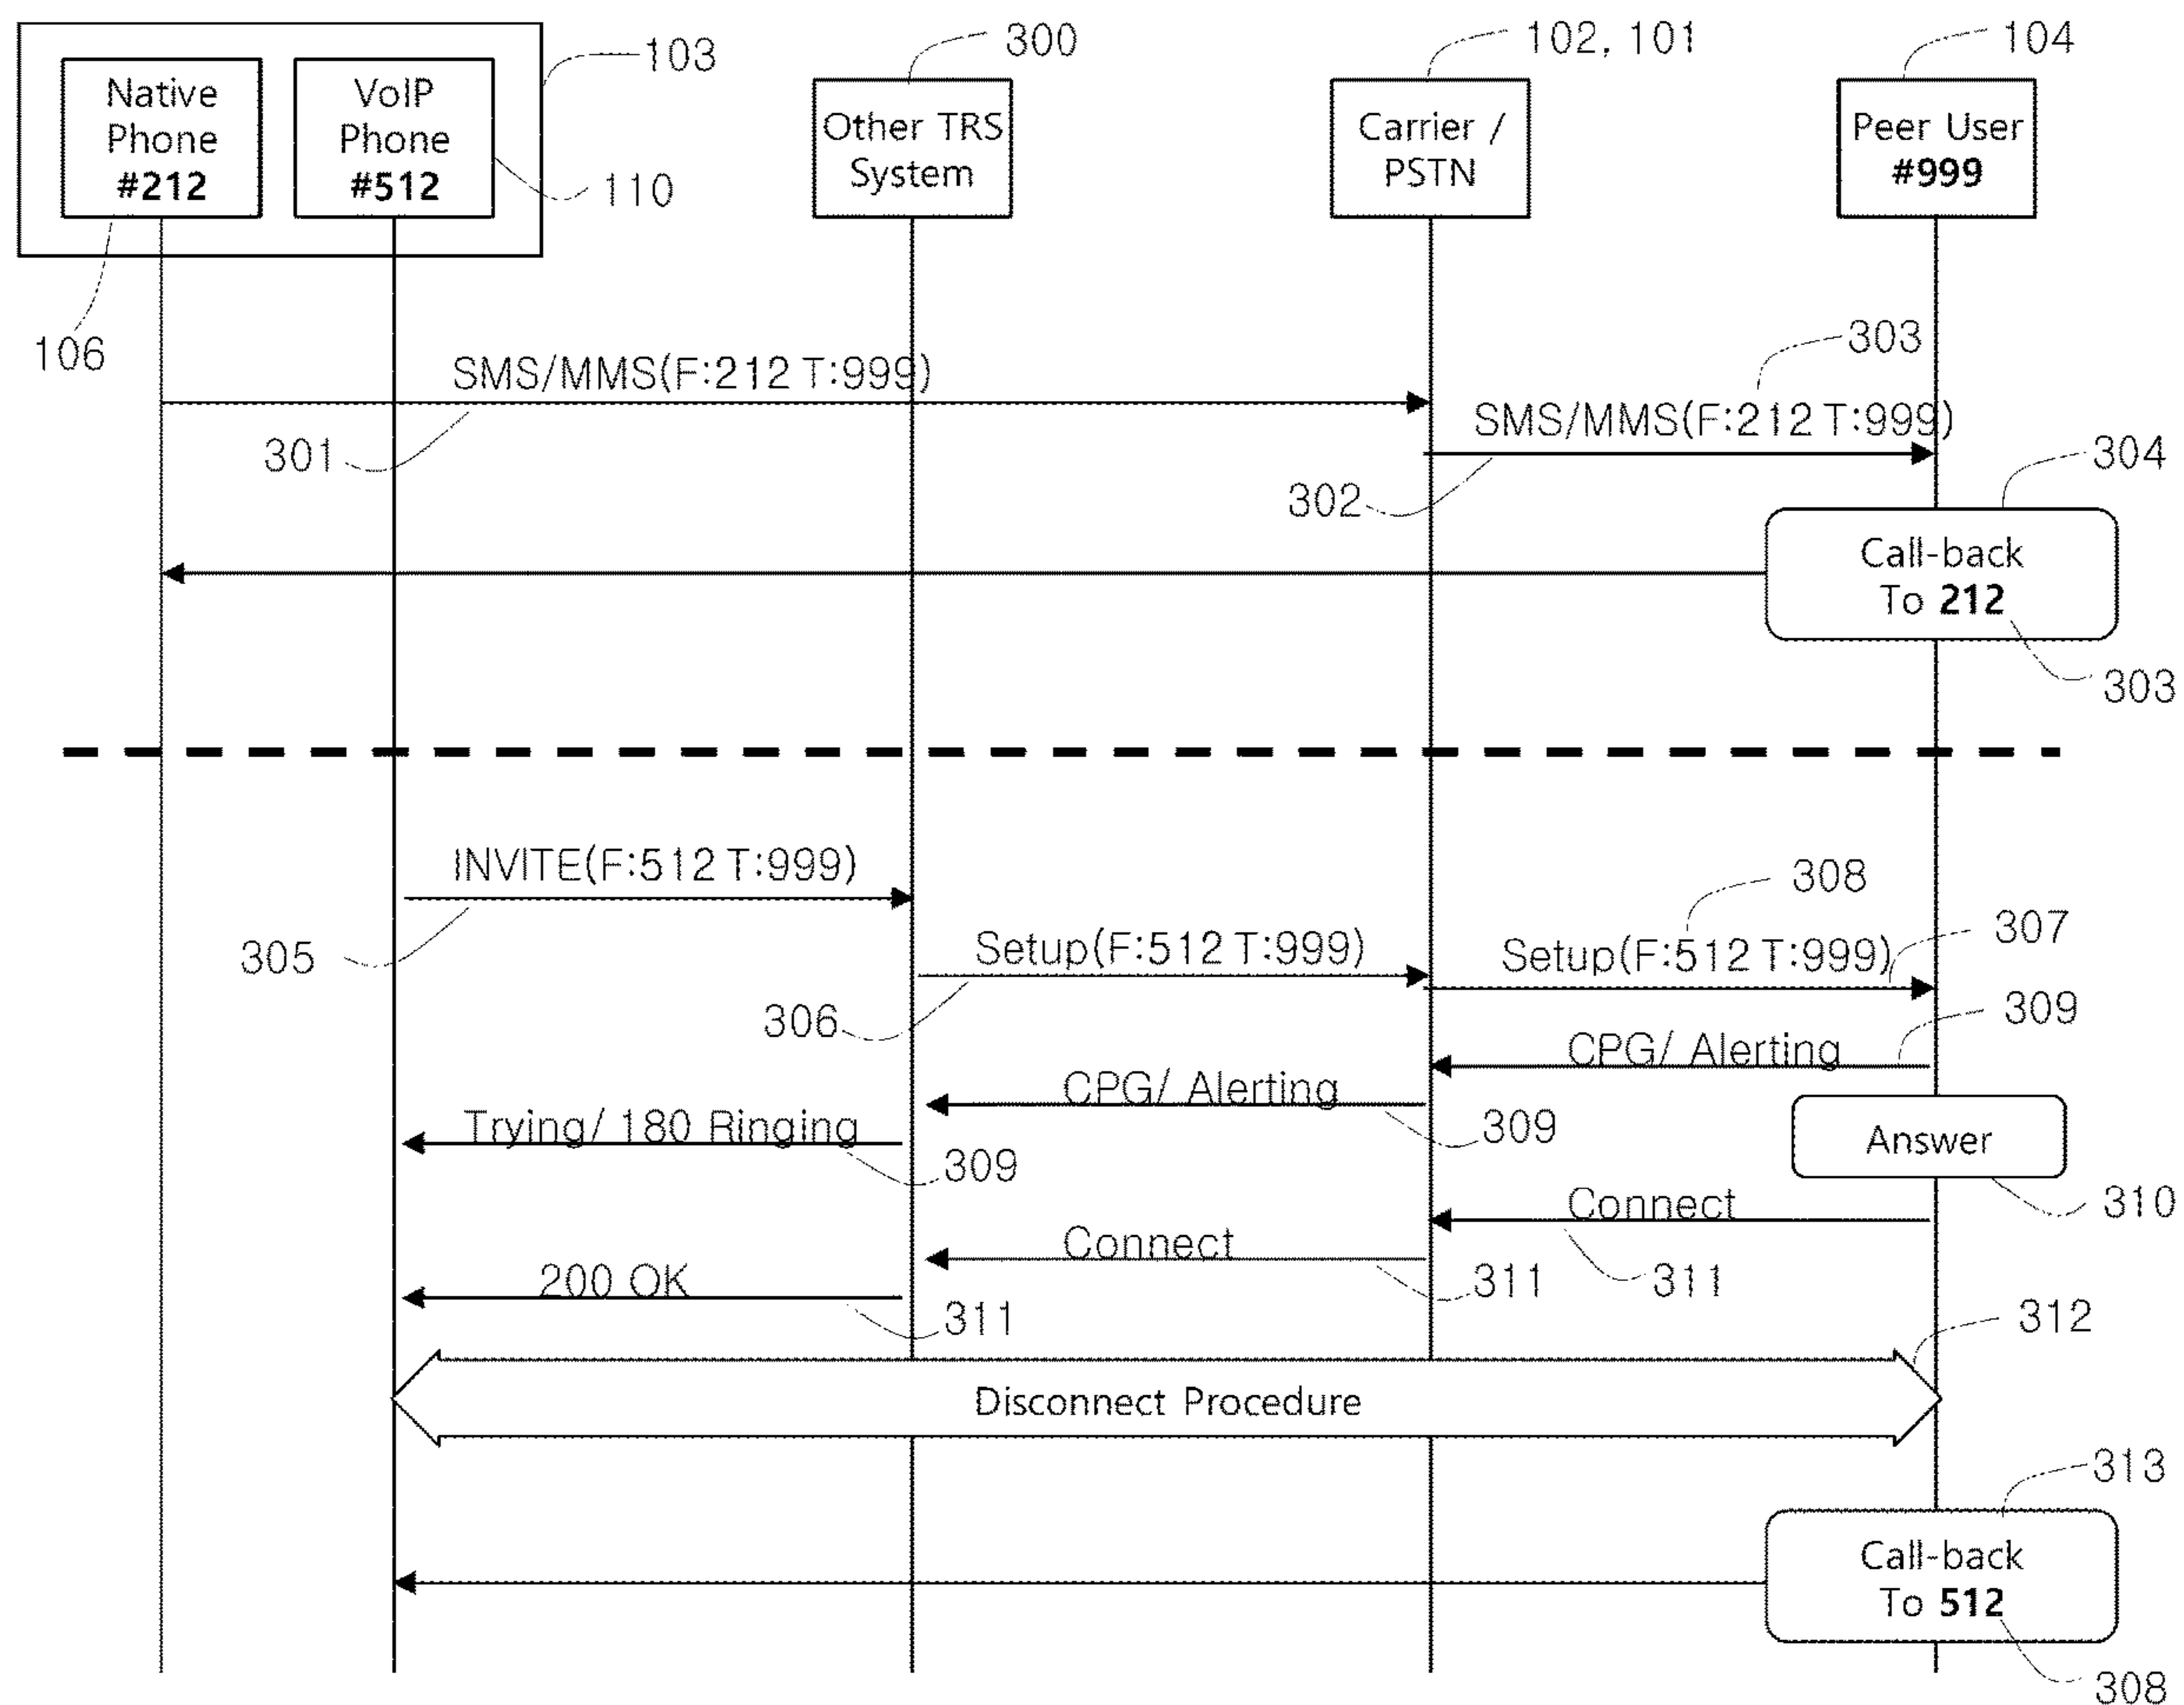 103
300
102, 101
104
Native
Phone
#212
VoIP
Phone
#512
110
Other TRS
System
Carrier /
PSTN
Peer User
#999
106
SMS/MMS(F:212 T:999)
303
301
SMS/MMS(F:212 T:999)
302
304
Call-back
To 212
303
INVITE(F:512 T:999)
305
308
Setup(F:512 T:999)
306
Setup(F:512 T:999)
307
309
CPG/ Alerting
CPG/ Alerting
309
Trying/ 180 Ringing
309
Answer
310
Connect
311
Connect
311
200 OK
311
312
Disconnect Procedure
313
Call-back
To 512
308